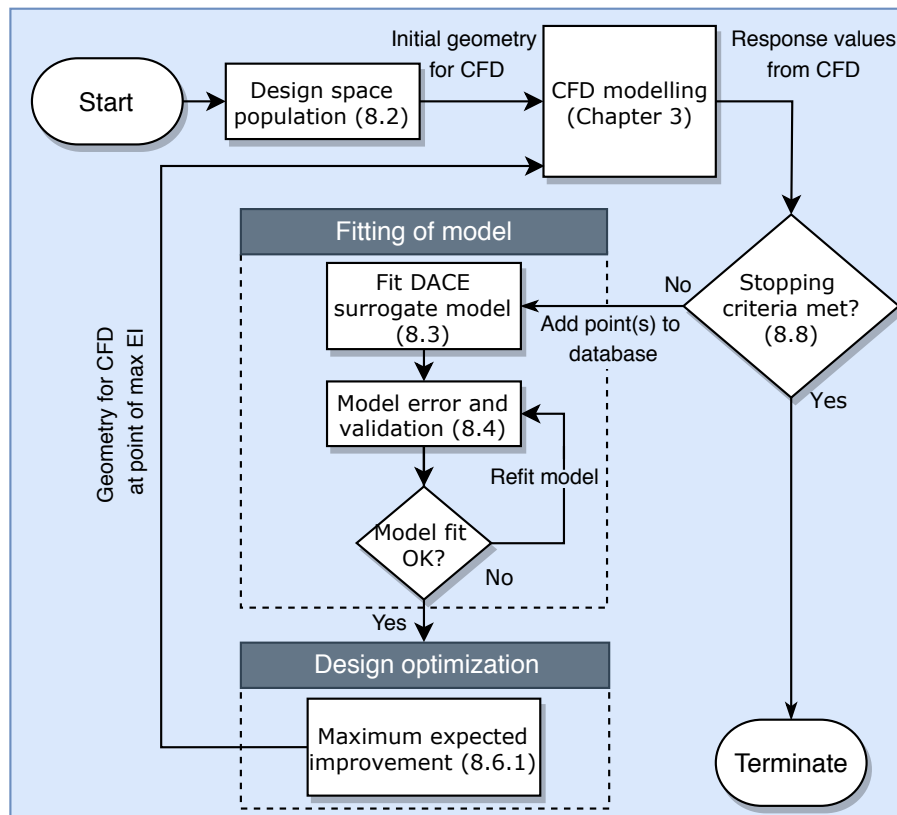 Start
Design space
population (8.2)
Initial geometry
for CFD
CFD modelling
(Chapter 3)
Response values
from CFD
Stopping
criteria met?
(8.8)
No
Add point(s) to
database
Yes
Terminate
Fitting of model
Fit DACE
surrogate model
(8.3)
Model error and
validation (8.4)
Refit model
Model fit
OK?
No
Yes
Design optimization
Maximum expected
improvement (8.6.1)
Geometry for CFD
at point of max EI